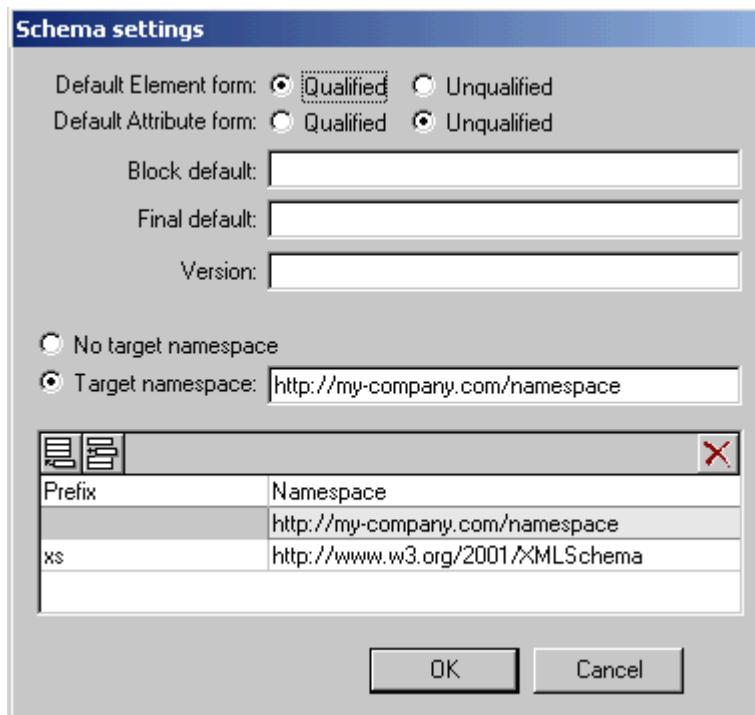 Schema settings
Default Element form: Qualified Unqualified
Default Attribute form: Qualified Unqualified
Block default:
Final default:
Version:
No target namespace
Target namespace: http://my-company.com/namespace
Prefix Namespace
http://my-company.com/namespace
xs http://www.w3.org/2001/XMLSchema
OK Cancel